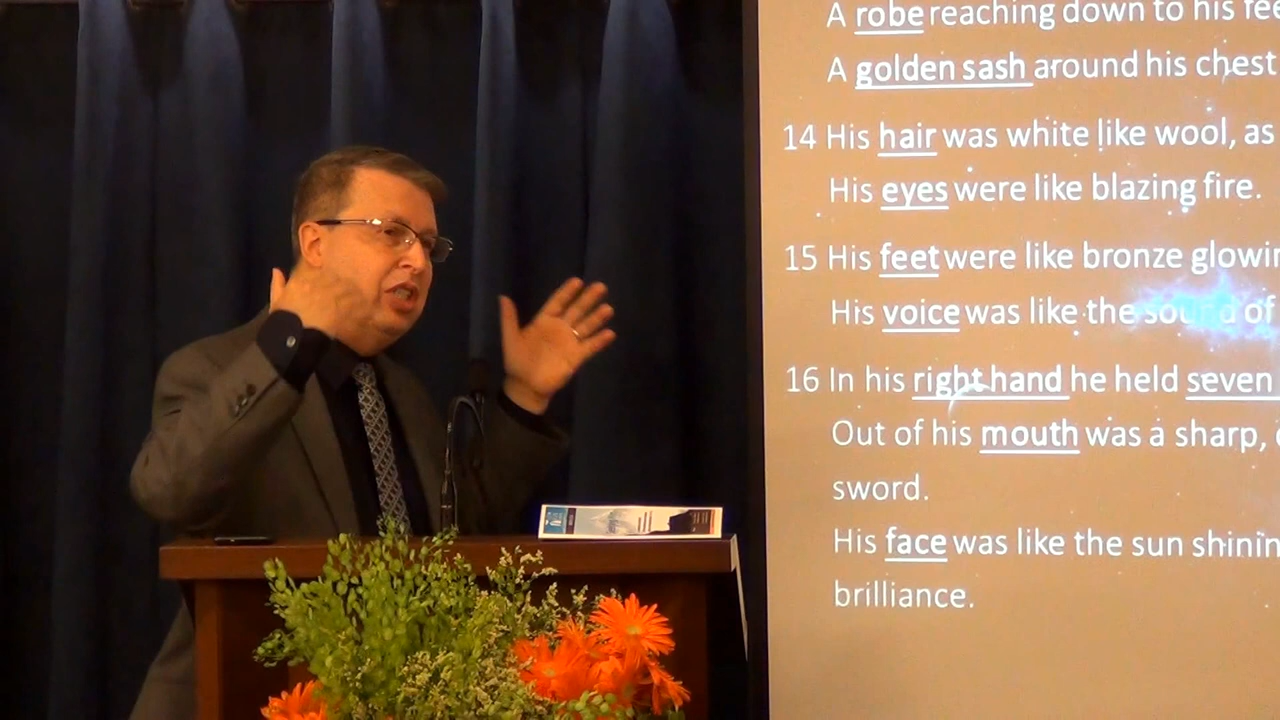 A robe reaching down to his fee
A golden sash around his chest
14 His hair was white like wool, as
His eyes were like blazing fire.
15 His feet were like bronze glowin
His voice was like the sound of
16 In his right hand he held seven
Out of his mouth was a sharp,
sword.
His face was like the sun shinin
brilliance.